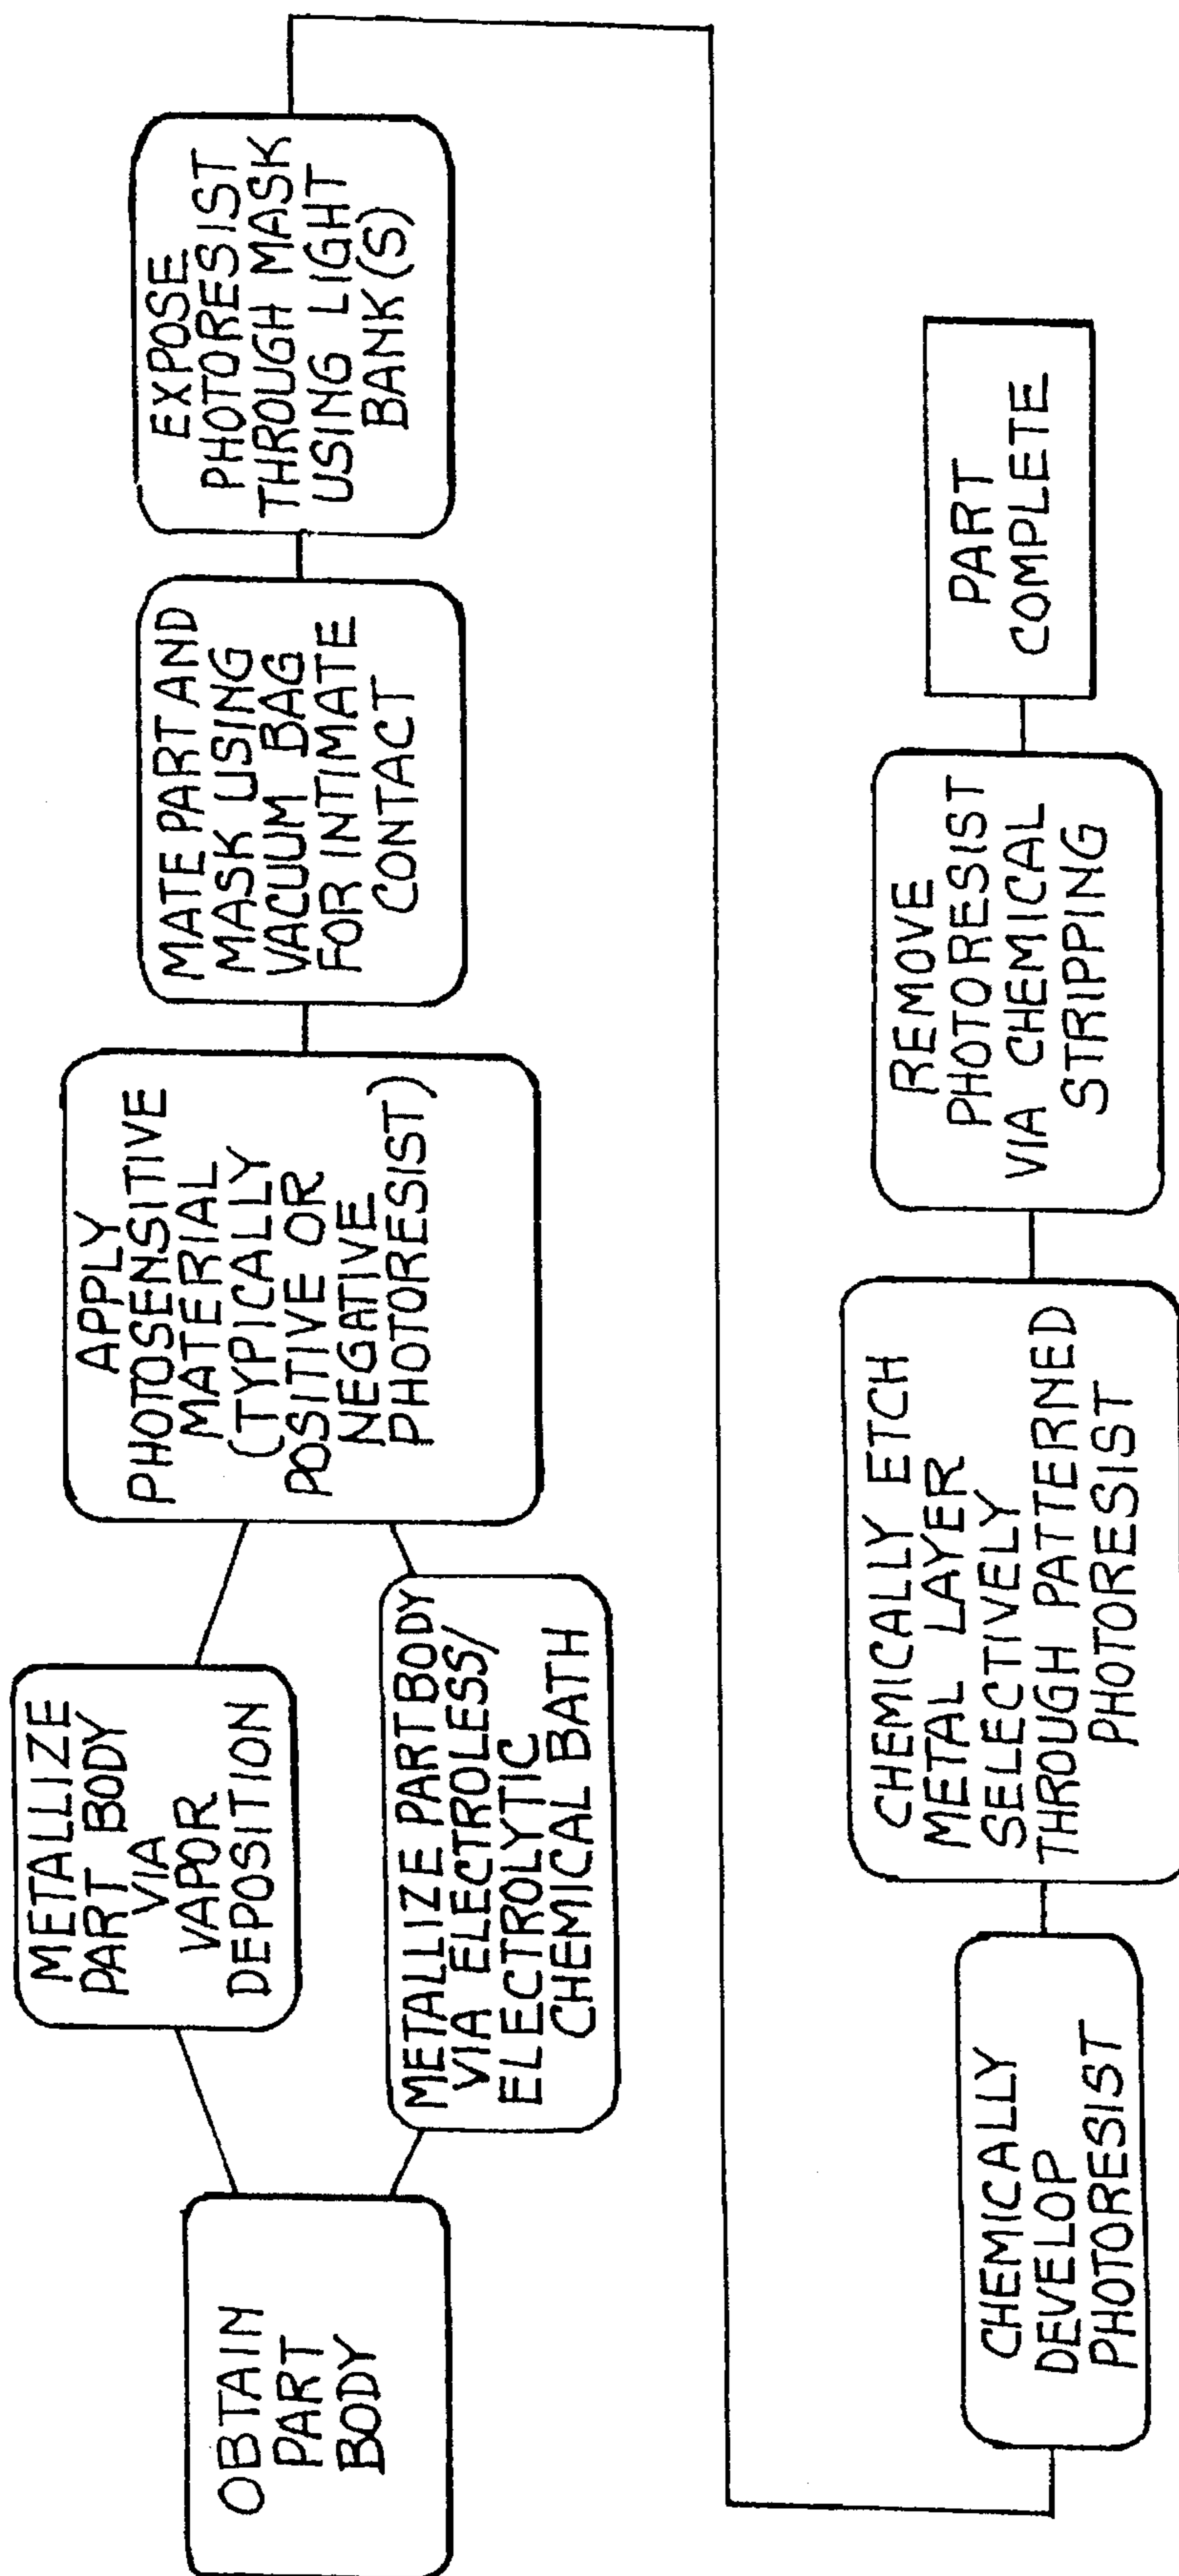 OBTAIN
PART
BODY
METALLIZE
PART BODY
VIA
VAPOR
DEPOSITION
METALLIZE PART BODY
VIA ELECTROLESS/
ELECTROLYTIC
CHEMICAL BATH
APPLY
PHOTOSENSITIVE
MATERIAL
(TYPICALLY
POSITIVE OR
NEGATIVE
PHOTORESIST)
MATE PART AND
MASK USING
VACUUM BAG
FOR INTIMATE
CONTACT
EXPOSE
PHOTORESIST
THROUGH MASK
USING LIGHT
BANK(S)
CHEMICALLY
DEVELOP
PHOTORESIST
CHEMICALLY ETCH
METAL LAYER
SELECTIVELY
THROUGH PATTERNED
PHOTORESIST
REMOVE
PHOTORESIST
VIA CHEMICAL
STRIPPING
PART
COMPLETE